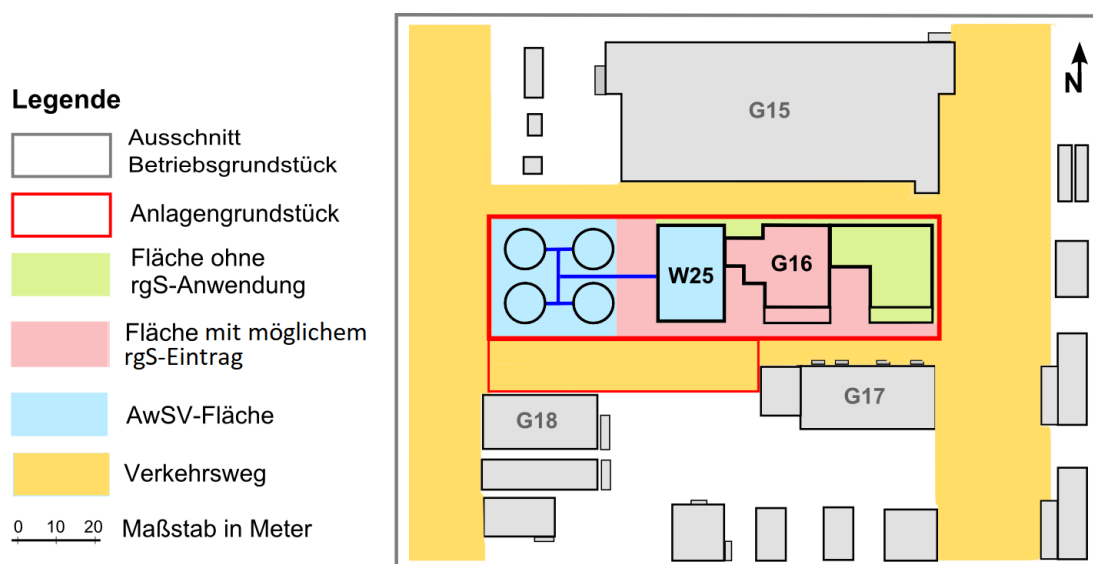 Legende
Ausschnitt
Betriebsgrundstück
Anlagengrundstück
Fläche ohne
rgS-Anwendung
Fläche mit möglichem
rgS-Eintrag
AwSV-Fläche
Verkehrsweg
0 10 20
Maßstab in Meter
N
G15
W25
G16
G17
G18